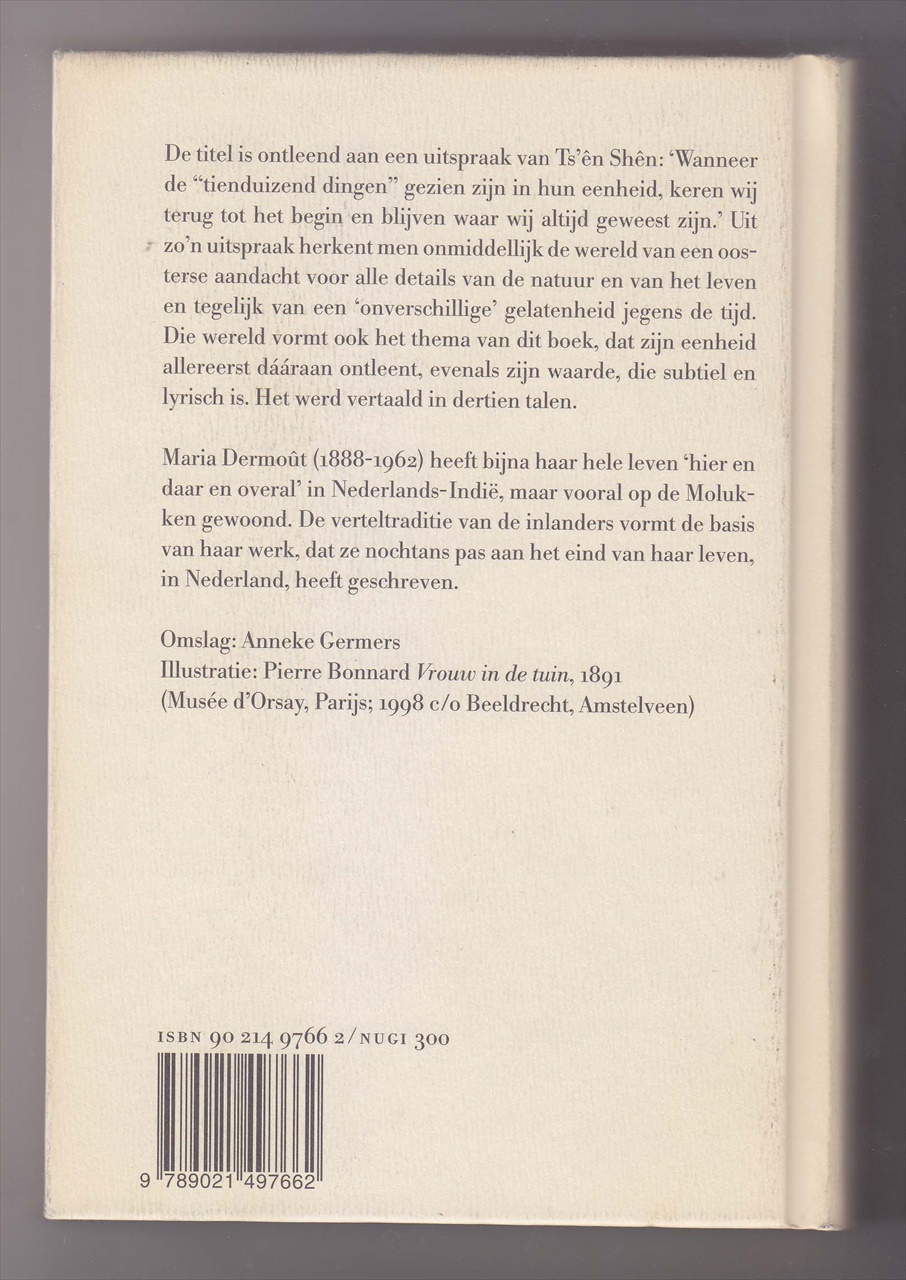 De titel is ontleend aan een uitspraak van Ts’ên Shên: ‘Wanneer
de “tienduizend dingen” gezien zijn in hun eenheid, keren wij
terug tot het begin en blijven waar wij altijd geweest zijn.’ Uit
zo’n uitspraak herkent men onmiddellijk de wereld van een oos-
terse aandacht voor alle details van de natuur en van het leven
en tegelijk van een ‘onverschillige’ gelatenheid jegens de tijd.
Die wereld vormt ook het thema van dit boek, dat zijn eenheid
allereerst dááraan ontleent, evenals zijn waarde, die subtiel en
lyrisch is. Het werd vertaald in dertien talen.
Maria Dermoût (1888-1962) heeft bijna haar hele leven ‘hier en
daar en overal’ in Nederlands-Indië, maar vooral op de Moluk-
ken gewoond. De verteltraditie van de inlanders vormt de basis
van haar werk, dat ze nochtans pas aan het eind van haar leven,
in Nederland, heeft geschreven.
Omslag: Anneke Germers
Illustratie: Pierre Bonnard Vrouw in de tuin, 1891
(Musée d’Orsay, Parijs; 1998 c/o Beeldrecht, Amstelveen)
ISBN 90 214 9766 2/NUGI 300
9 789021 497662